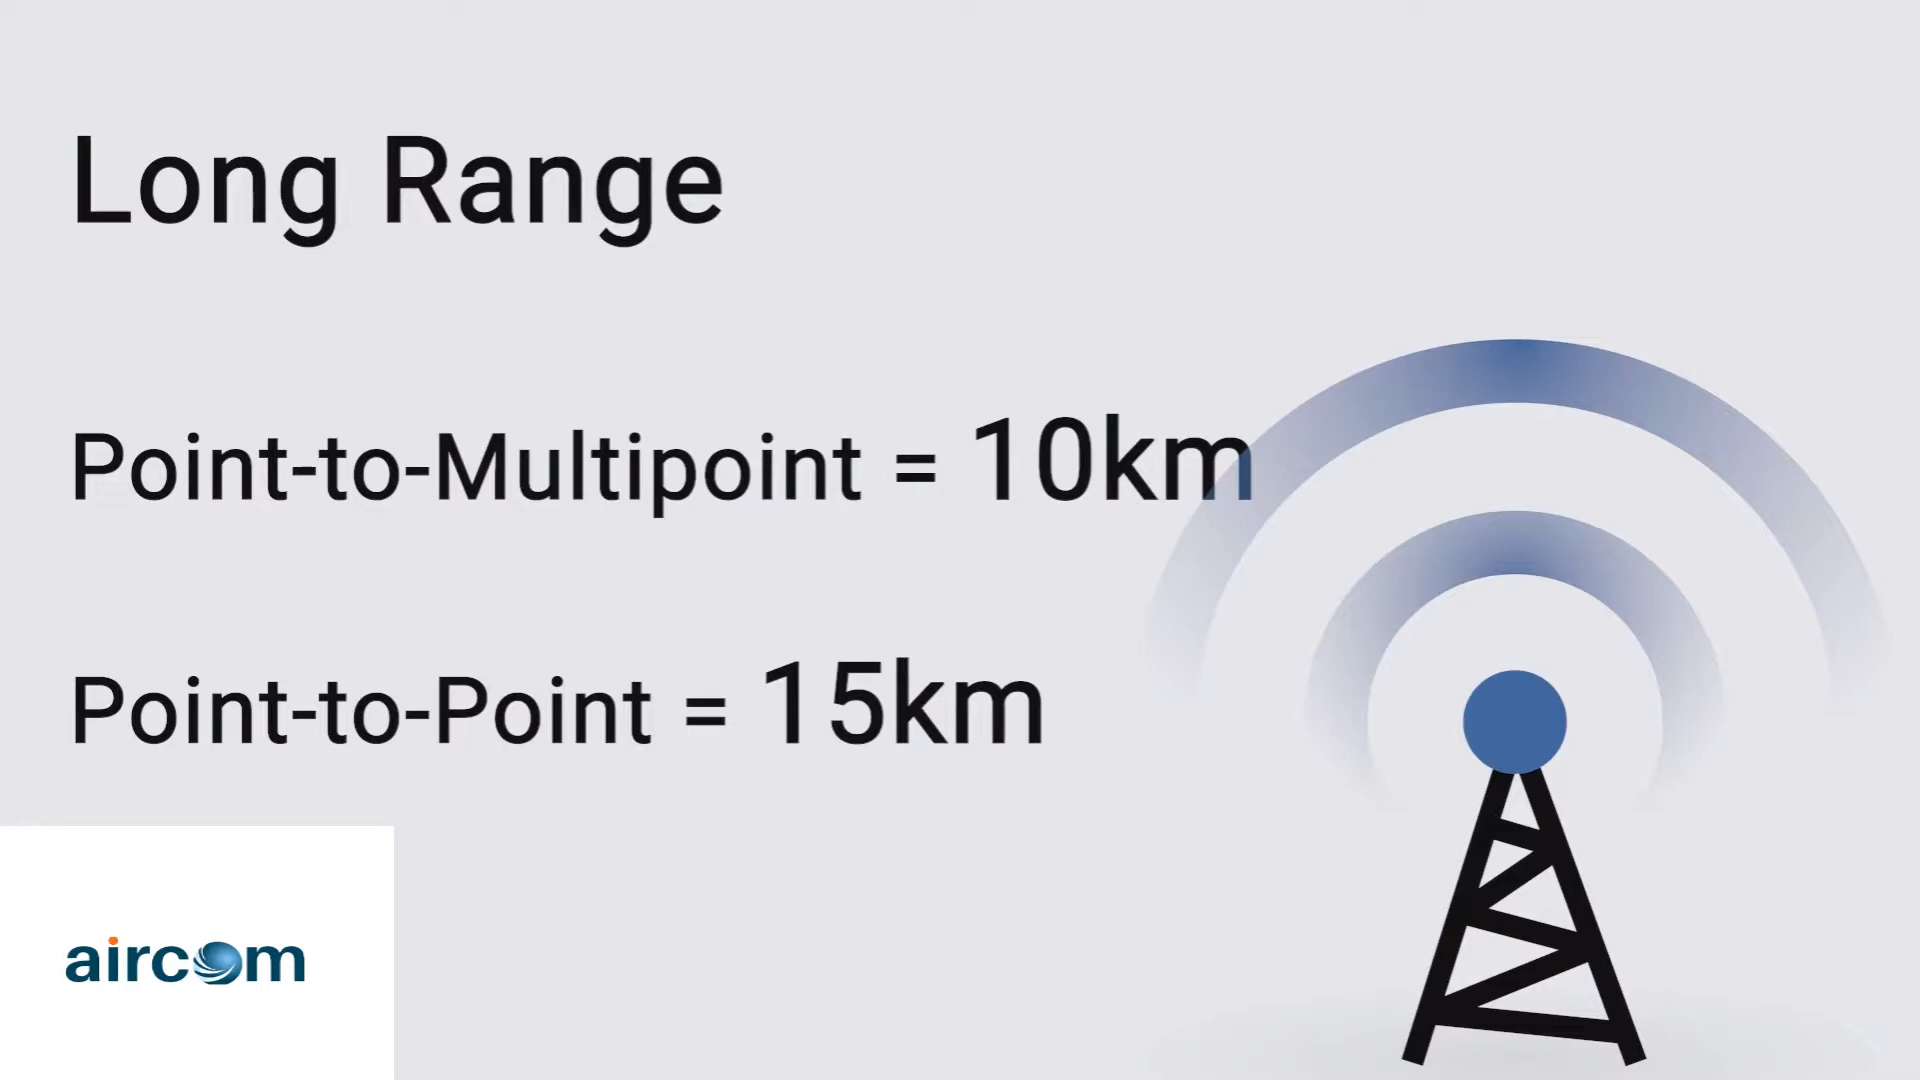 Long Range
Point-to-Multipoint = 10km
Point-to-Point = 15km
aircom